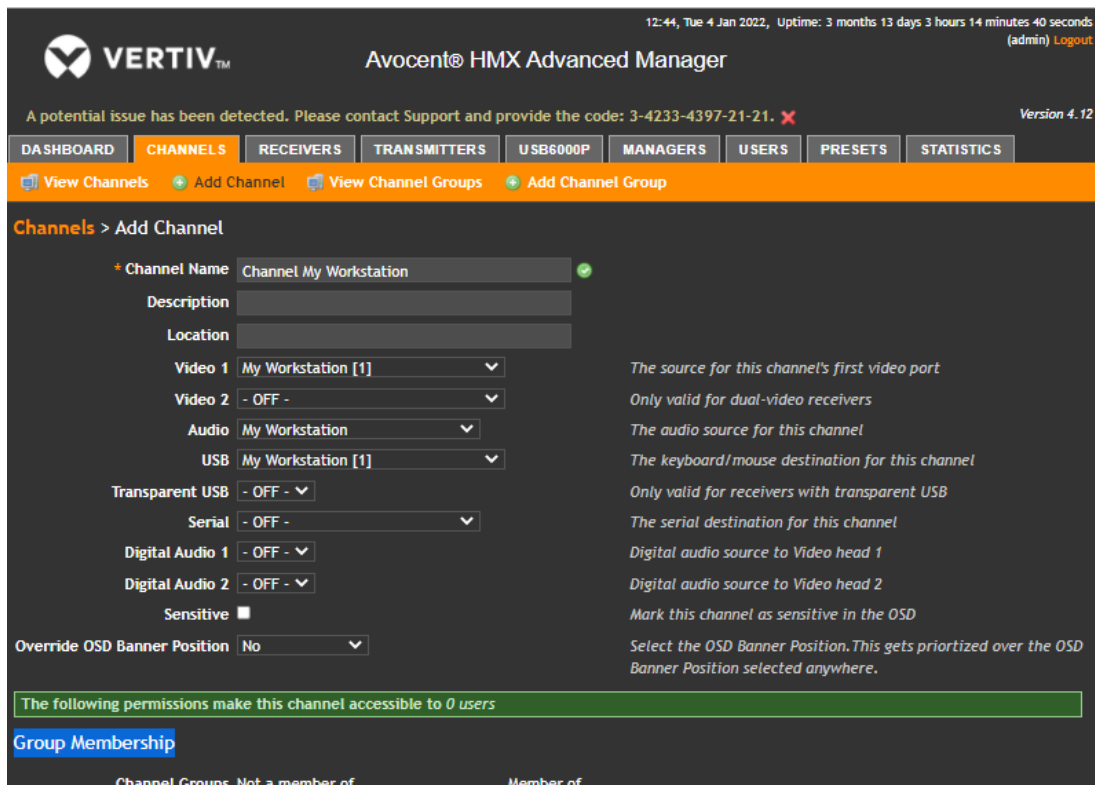 12:44, Tue 4 Jan 2022, Uptime: 3 months 13 days 3 hours 14 minutes 40 seconds
(admin) Logout
VERTIV™
Avocent® HMX Advanced Manager
A potential issue has been detected. Please contact Support and provide the code: 3-4233-4397-21-21.
Version 4.12
DASHBOARD CHANNELS RECEIVERS TRANSMITTERS USB6000P MANAGERS USERS PRESETS STATISTICS
View Channels Add Channel View Channel Groups Add Channel Group
Channels > Add Channel
* Channel Name Channel My Workstation
Description
Location
Video 1 My Workstation [1] The source for this channel's first video port
Video 2 - OFF - Only valid for dual-video receivers
Audio My Workstation The audio source for this channel
USB My Workstation [1] The keyboard/mouse destination for this channel
Transparent USB - OFF - Only valid for receivers with transparent USB
Serial - OFF - The serial destination for this channel
Digital Audio 1 - OFF - Digital audio source to Video head 1
Digital Audio 2 - OFF - Digital audio source to Video head 2
Sensitive Mark this channel as sensitive in the OSD
Override OSD Banner Position No Select the OSD Banner Position.This gets priortized over the OSD
Banner Position selected anywhere.
The following permissions make this channel accessible to 0 users
Group Membership
Channel Groups Not a member of Member of